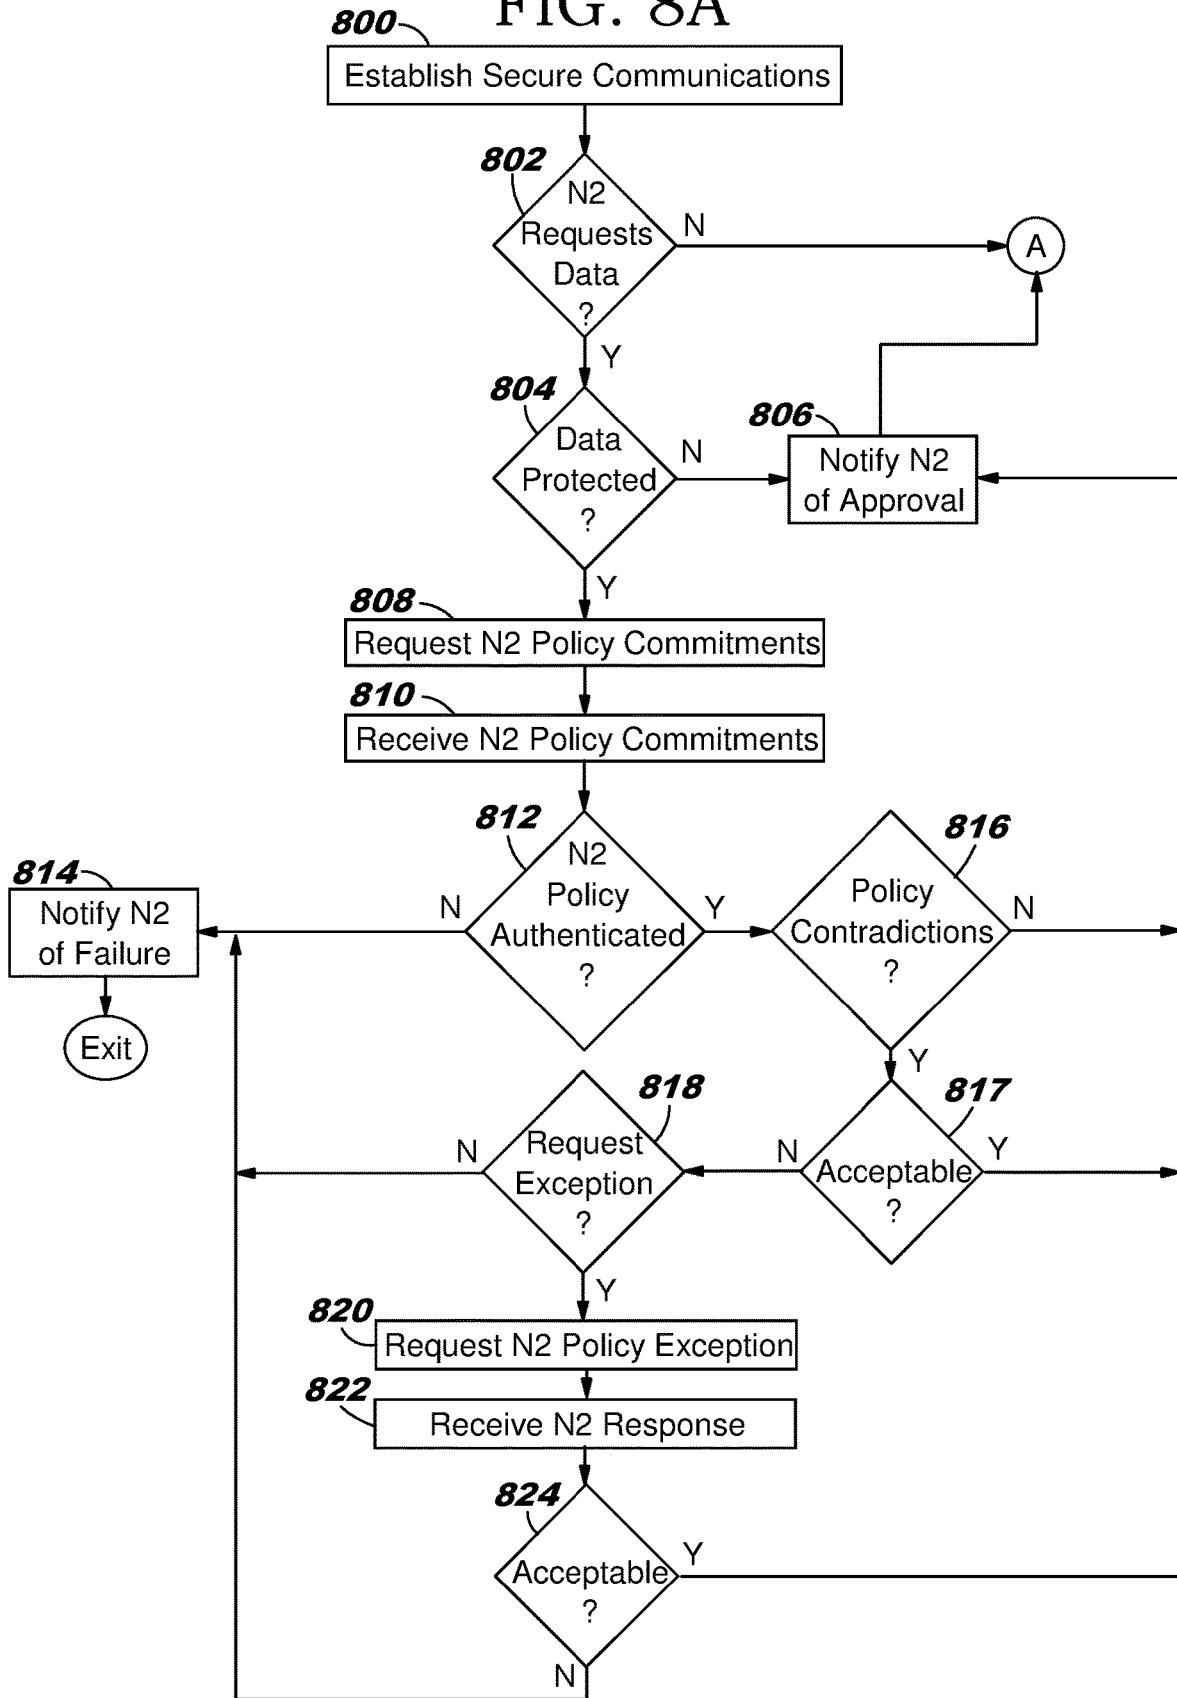 FIG. 8A
800
Establish Secure Communications
802
N2
Requests
Data
?
N
A
Y
804
Data
Protected
?
N
806
Notify N2
of Approval
Y
808
Request N2 Policy Commitments
810
Receive N2 Policy Commitments
812
N2
Policy
Authenticated
?
N
Y
814
Notify N2
of Failure
Exit
816
Policy
Contradictions
?
N
Y
817
Acceptable
?
N
Y
818
Request
Exception
?
N
Y
820
Request N2 Policy Exception
822
Receive N2 Response
824
Acceptable
?
Y
N